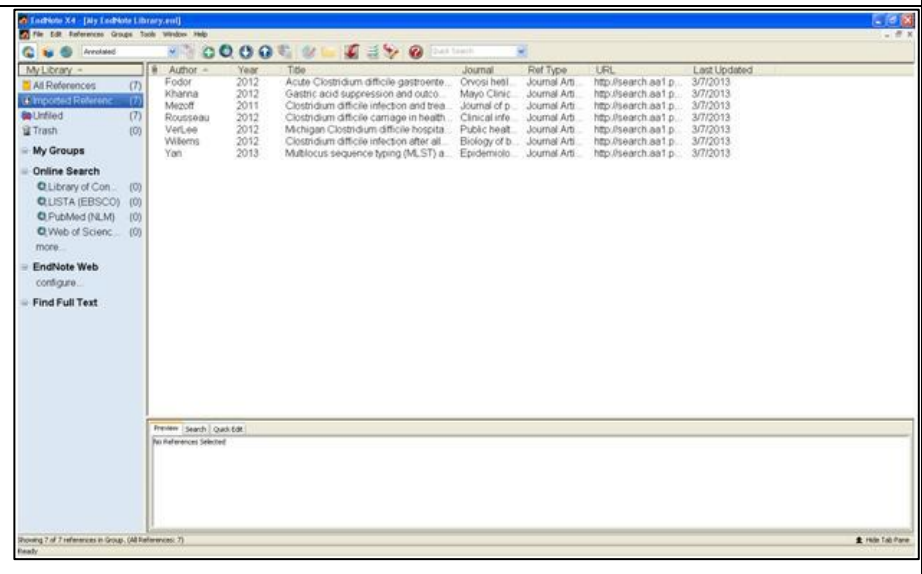 EndNote X4 - [My EndNote Library.enl]
File Edit References Groups Tools Window Help
Annotated Quick Search
My Library Author Year Title Journal Ref Type URL Last Updated
All References (7) Fodor 2012 Acute Clostridium difficile gastroente... Orvosi hetil... Journal Arti... http://search.aa1.p... 3/7/2013
Imported Referenc... (7) Khanna 2012 Gastric acid suppression and outco... Mayo Clinic... Journal Arti... http://search.aa1.p... 3/7/2013
Unfiled (7) Mezoff 2011 Clostridium difficile infection and trea... Journal of p... Journal Arti... http://search.aa1.p... 3/7/2013
Trash (0) Rousseau 2012 Clostridium difficile carriage in health... Clinical infe... Journal Arti... http://search.aa1.p... 3/7/2013
VerLee 2012 Michigan Clostridium difficile hospita... Public healt... Journal Arti... http://search.aa1.p... 3/7/2013
Willems 2012 Clostridium difficile infection after all... Biology of b... Journal Arti... http://search.aa1.p... 3/7/2013
Yan 2013 Multilocus sequence typing (MLST) a... Epidemiolo... Journal Arti... http://search.aa1.p... 3/7/2013
My Groups
Online Search
Library of Con... (0)
LISTA (EBSCO) (0)
PubMed (NLM) (0)
Web of Scienc... (0)
more...
EndNote Web
configure...
Find Full Text
Preview Search Quick Edit
No References Selected
Showing 7 of 7 references in Group. (All References: 7) Hide Tab Pane
Ready